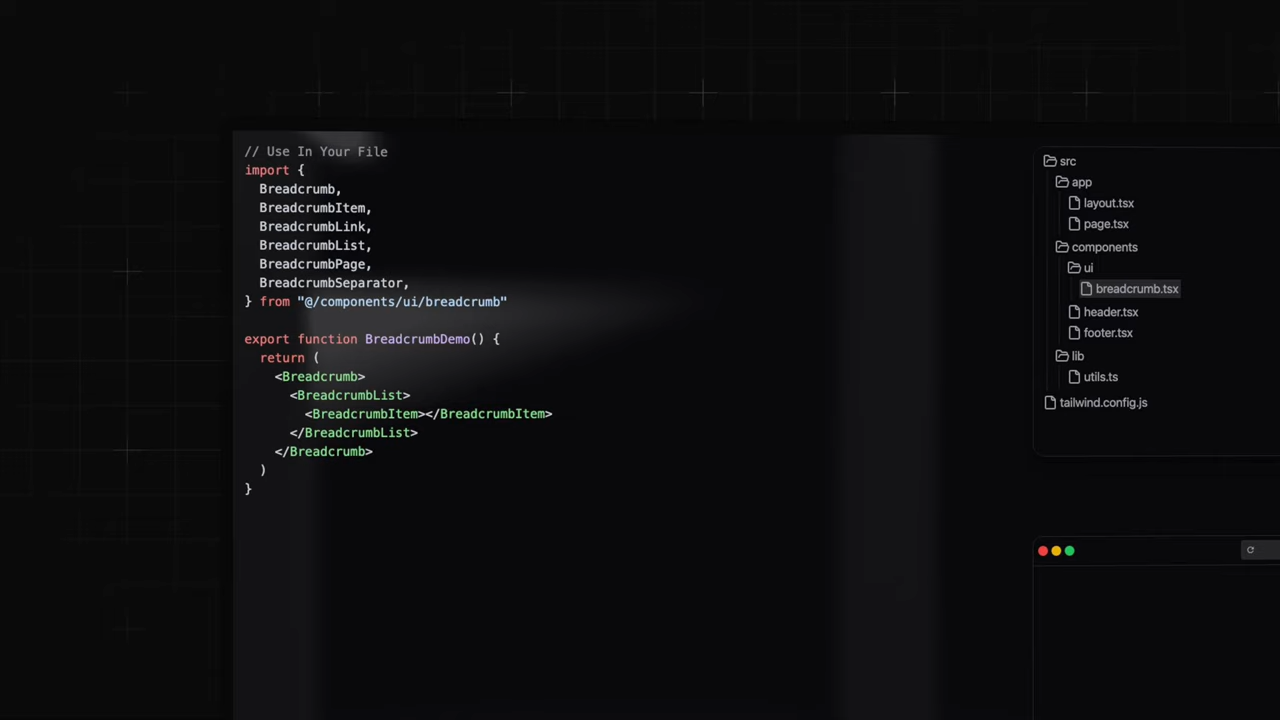 // Use In Your File
import {
  Breadcrumb,
  BreadcrumbItem,
  BreadcrumbLink,
  BreadcrumbList,
  BreadcrumbPage,
  BreadcrumbSeparator,
} from "@/components/ui/breadcrumb"

export function BreadcrumbDemo() {
  return (
    <Breadcrumb>
      <BreadcrumbList>
        <BreadcrumbItem></BreadcrumbItem>
      </BreadcrumbList>
    </Breadcrumb>
  )
}
src
app
layout.tsx
page.tsx
components
ui
breadcrumb.tsx
header.tsx
footer.tsx
lib
utils.ts
tailwind.config.js